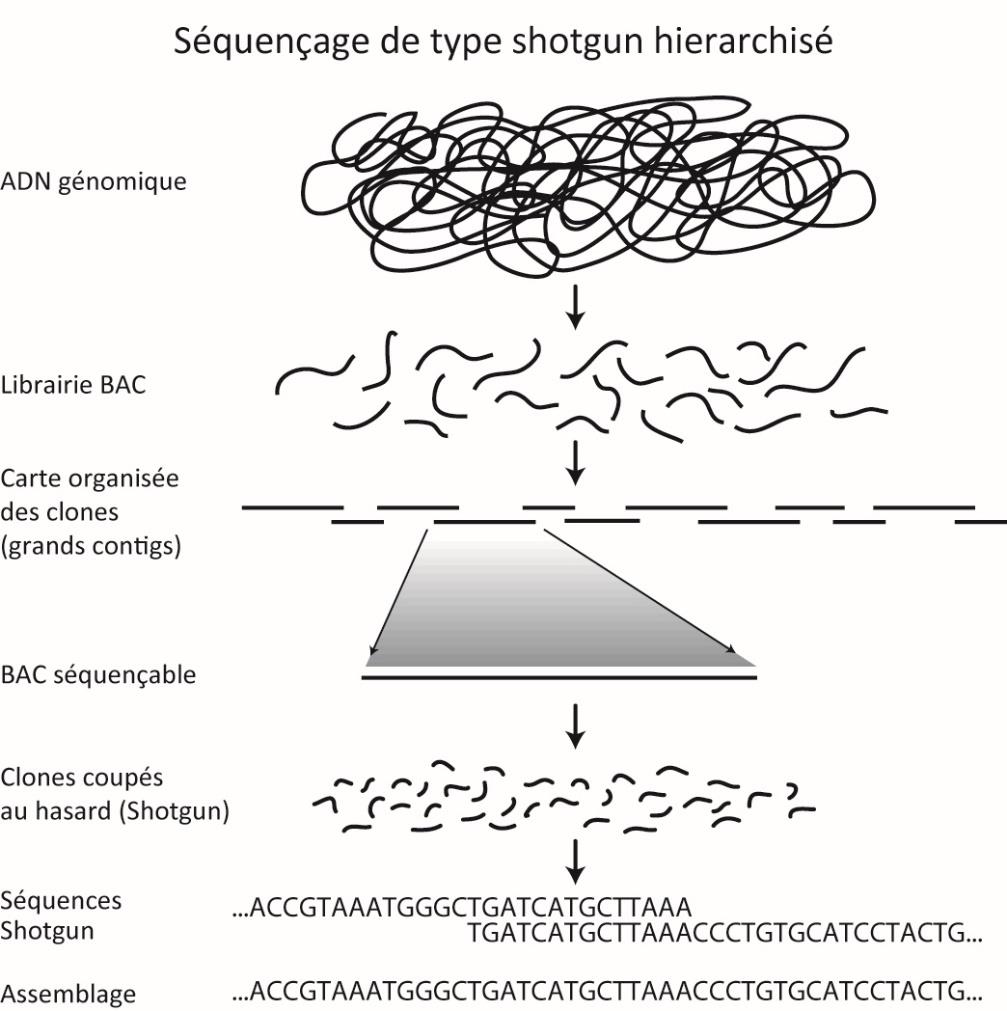 Séquençage de type shotgun hierarchisé
ADN génomique
Librairie BAC
Carte organisée
des clones
(grands contigs)
BAC séquençable
Clones coupés
au hasard (Shotgun)
Séquences
Shotgun
...ACCGTAAATGGGCTGATCATGCTTAAA
TGATCATGCTTAAACCCTGTGCATCCTACTG...
Assemblage
...ACCGTAAATGGGCTGATCATGCTTAAACCCTGTGCATCCTACTG...